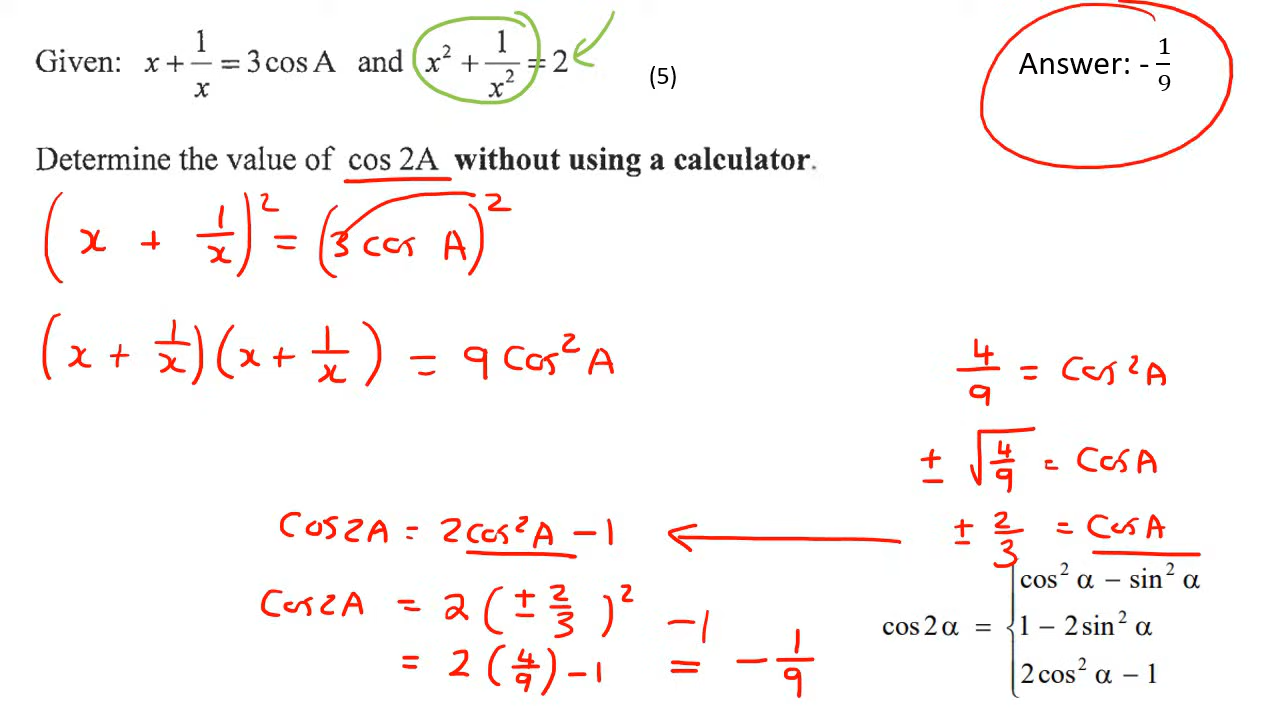 Given: x + 1/x = 3 cos A and x² + 1/x² = 2 (5)
Answer: - 1/9
Determine the value of cos 2A without using a calculator.
(x + 1/x)² = (3 cos A)²
(x + 1/x)(x + 1/x) = 9 cos² A
4/9 = cos² A
± √(4/9) = cos A
± 2/3 = cos A
cos 2A = 2cos² A - 1
cos 2A = 2(± 2/3)² - 1
= 2(4/9) - 1 = - 1/9
cos 2α = { cos² α − sin² α
1 − 2 sin² α
2 cos² α − 1